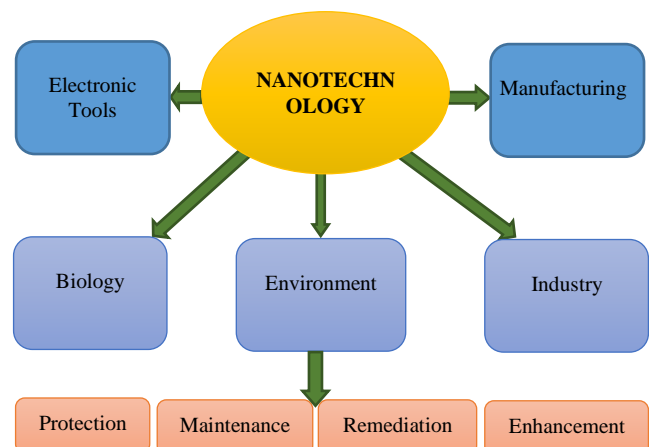 NANOTECHN
OLOGY
Electronic
Tools
Manufacturing
Biology
Environment
Industry
Protection
Maintenance
Remediation
Enhancement